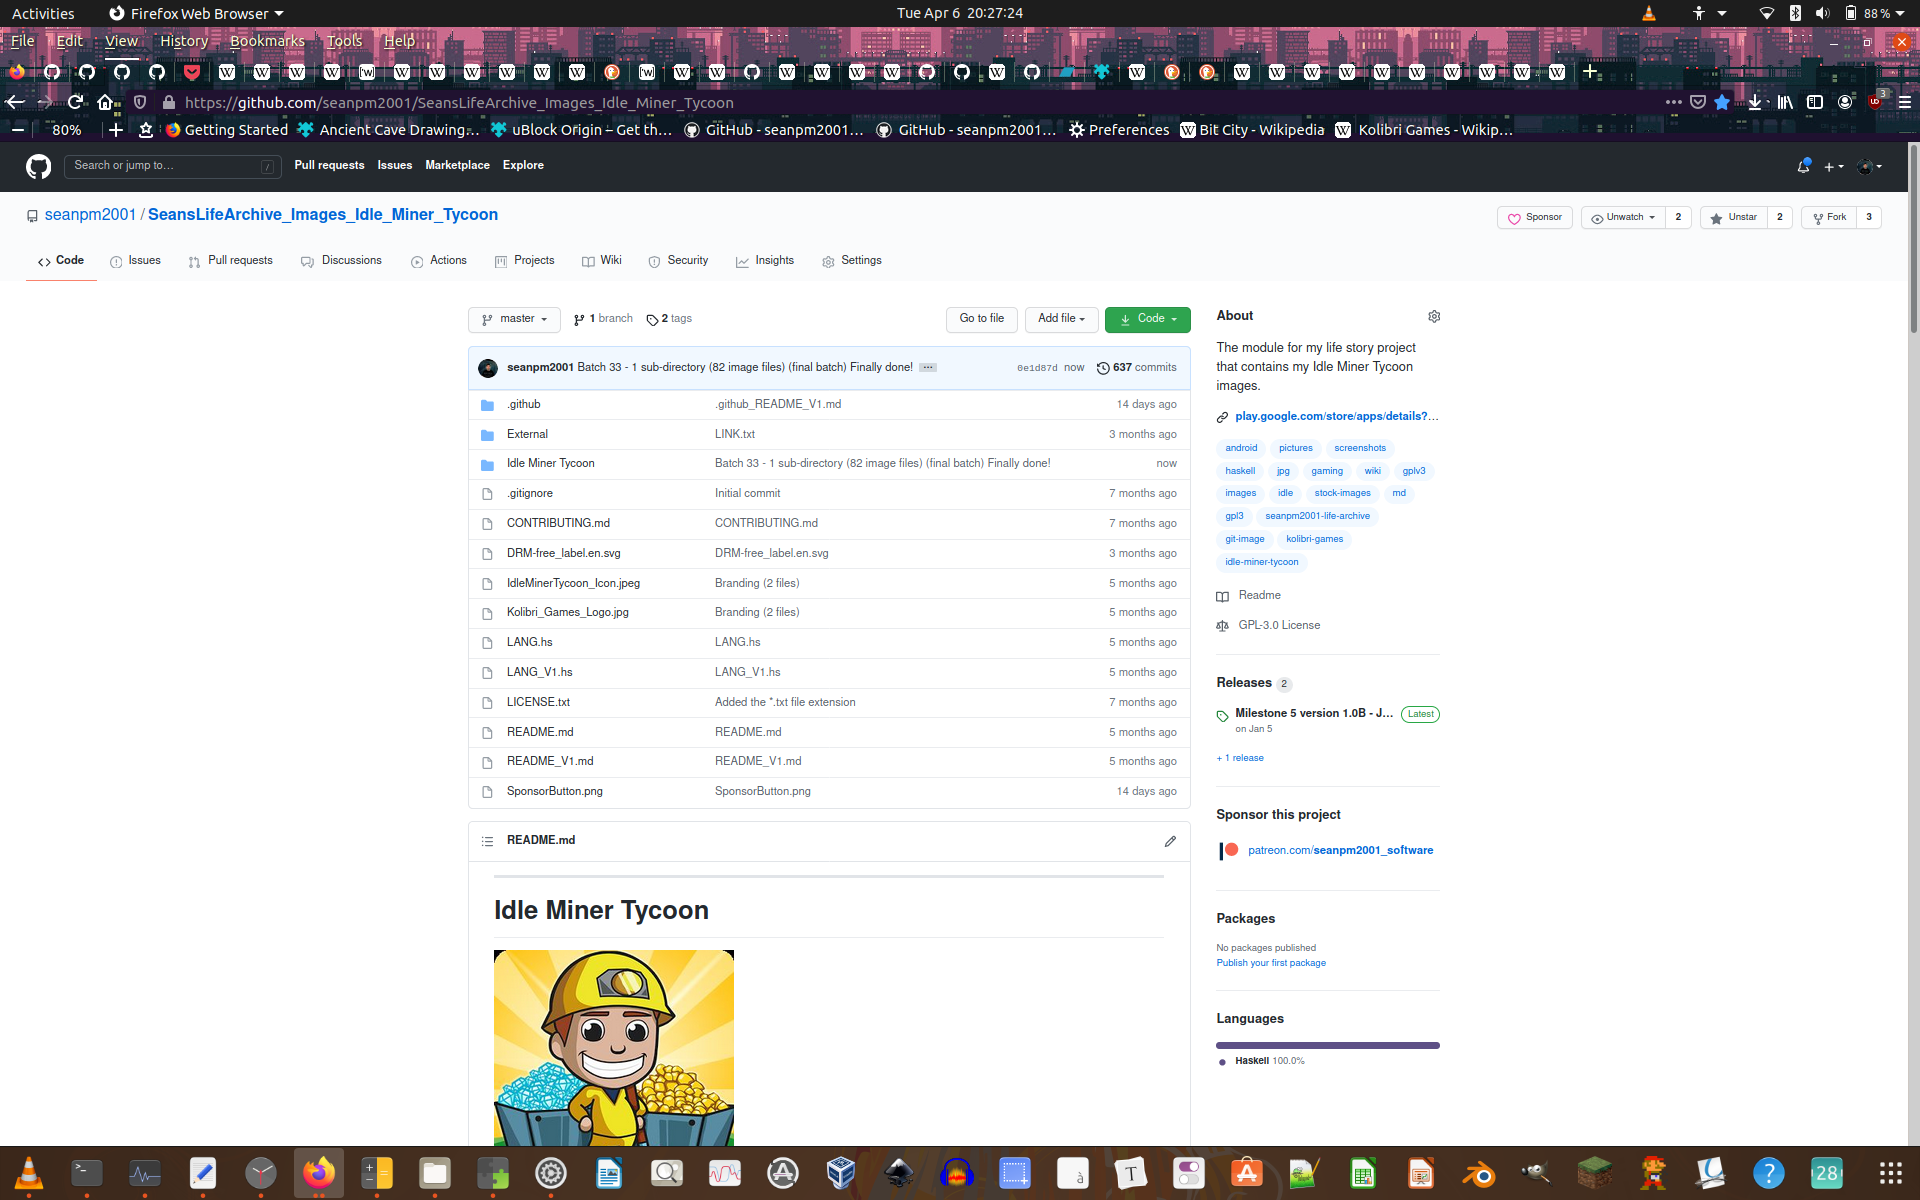 Activities Firefox Web Browser Tue Apr 6 20:27:24 88 %
File Edit View History Bookmarks Tools Help
https://github.com/seanpm2001/SeansLifeArchive_Images_Idle_Miner_Tycoon 3
80% Getting Started Ancient Cave Drawing… uBlock Origin – Get th… GitHub - seanpm2001… GitHub - seanpm2001… Preferences Bit City - Wikipedia Kolibri Games - Wikip…
Search or jump to… / Pull requests Issues Marketplace Explore
seanpm2001 / SeansLifeArchive_Images_Idle_Miner_Tycoon Sponsor Unwatch 2 Unstar 2 Fork 3
Code Issues Pull requests Discussions Actions Projects Wiki Security Insights Settings
master 1 branch 2 tags Go to file Add file Code
seanpm2001 Batch 33 - 1 sub-directory (82 image files) (final batch) Finally done! ... 0e1d87d now 637 commits
.github .github_README_V1.md 14 days ago
External LINK.txt 3 months ago
Idle Miner Tycoon Batch 33 - 1 sub-directory (82 image files) (final batch) Finally done! now
.gitignore Initial commit 7 months ago
CONTRIBUTING.md CONTRIBUTING.md 7 months ago
DRM-free_label.en.svg DRM-free_label.en.svg 3 months ago
IdleMinerTycoon_Icon.jpeg Branding (2 files) 5 months ago
Kolibri_Games_Logo.jpg Branding (2 files) 5 months ago
LANG.hs LANG.hs 5 months ago
LANG_V1.hs LANG_V1.hs 5 months ago
LICENSE.txt Added the *.txt file extension 7 months ago
README.md README.md 5 months ago
README_V1.md README_V1.md 5 months ago
SponsorButton.png SponsorButton.png 14 days ago
README.md
Idle Miner Tycoon
About
The module for my life story project
that contains my Idle Miner Tycoon
images.
play.google.com/store/apps/details?…
android pictures screenshots
haskell jpg gaming wiki gplv3
images idle stock-images md
gpl3 seanpm2001-life-archive
git-image kolibri-games
idle-miner-tycoon
Readme
GPL-3.0 License
Releases 2
Milestone 5 version 1.0B - J… Latest
on Jan 5
+ 1 release
Sponsor this project
patreon.com/seanpm2001_software
Packages
No packages published
Publish your first package
Languages
Haskell 100.0%
28